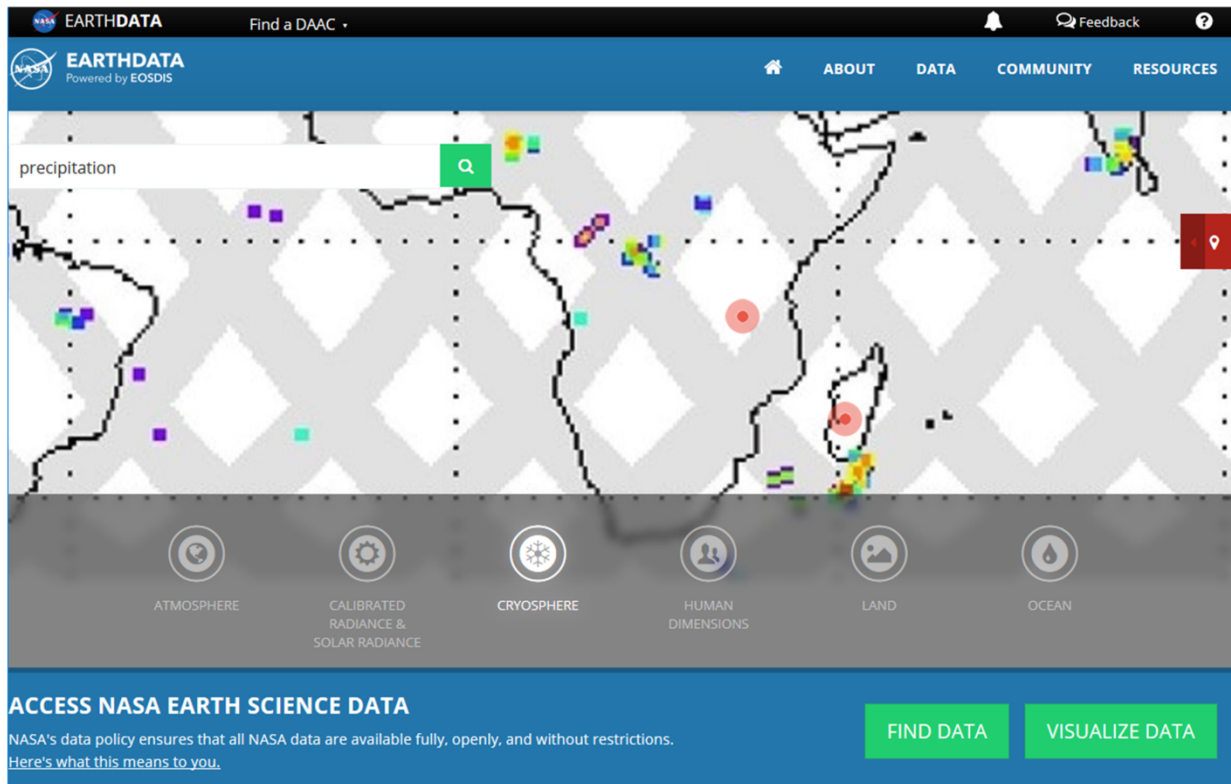 NASA EARTHDATA
Find a DAAC
Feedback
?
NASA
EARTHDATA
Powered by EOSDIS
ABOUT
DATA
COMMUNITY
RESOURCES
precipitation
ATMOSPHERE
CALIBRATED
RADIANCE &
SOLAR RADIANCE
CRYOSPHERE
HUMAN
DIMENSIONS
LAND
OCEAN
ACCESS NASA EARTH SCIENCE DATA
NASA's data policy ensures that all NASA data are available fully, openly, and without restrictions.
Here's what this means to you.
FIND DATA
VISUALIZE DATA